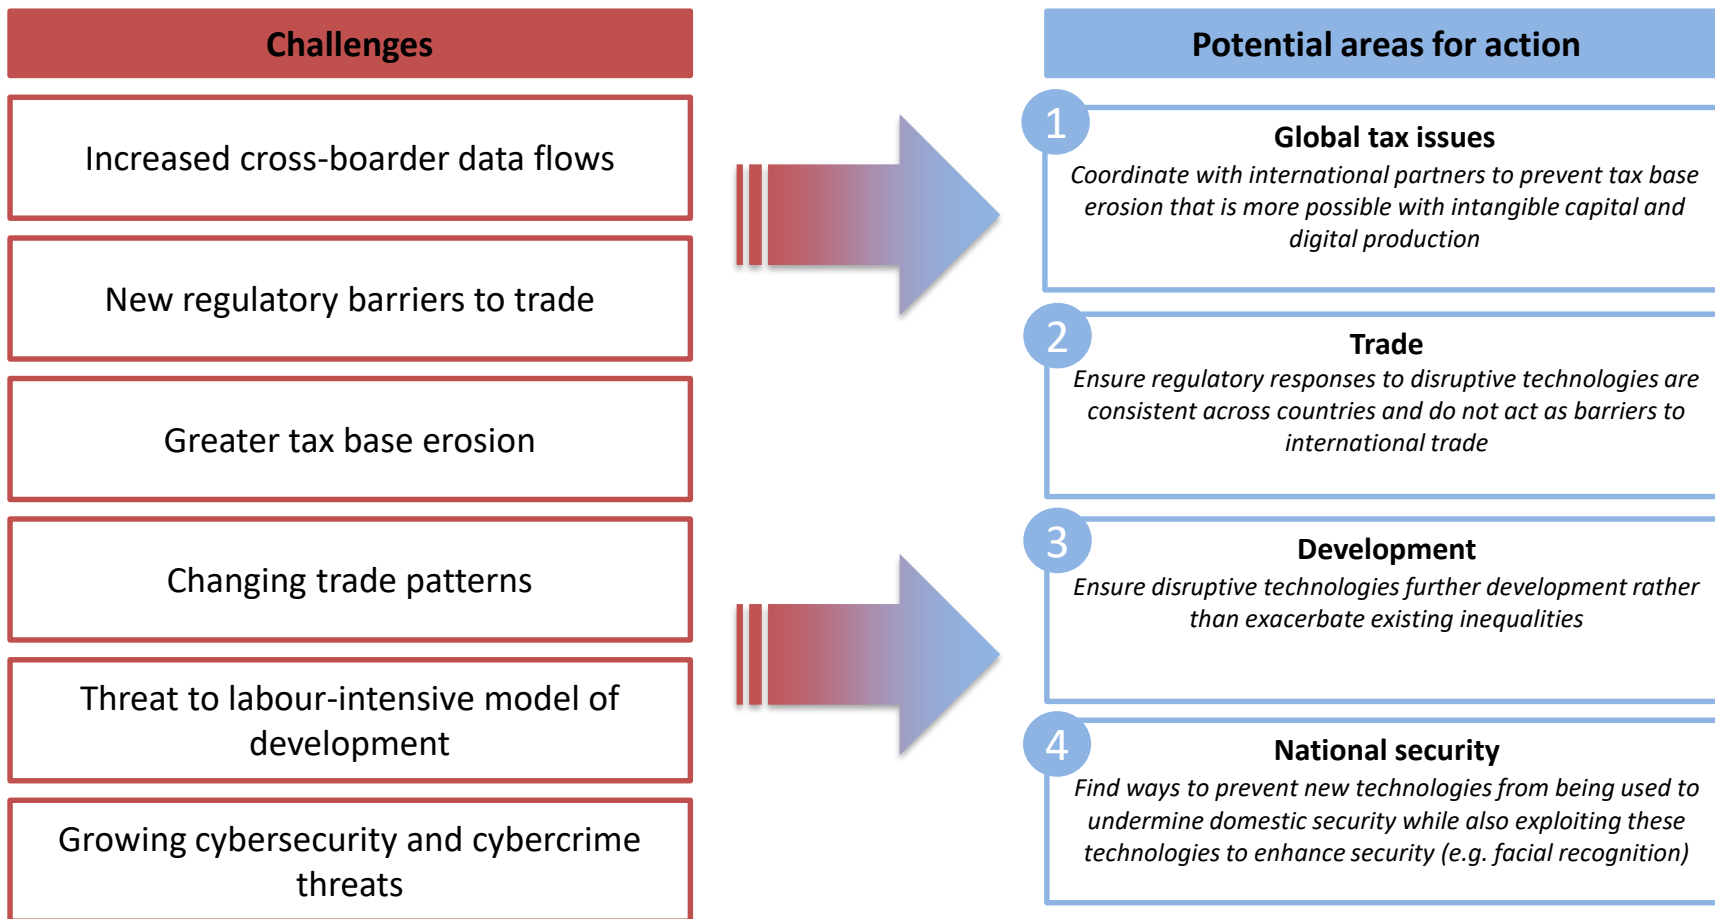 Challenges
Increased cross-boarder data flows
New regulatory barriers to trade
Greater tax base erosion
Changing trade patterns
Threat to labour-intensive model of
development
Growing cybersecurity and cybercrime
threats
Potential areas for action
1
Global tax issues
Coordinate with international partners to prevent tax base
erosion that is more possible with intangible capital and
digital production
2
Trade
Ensure regulatory responses to disruptive technologies are
consistent across countries and do not act as barriers to
international trade
3
Development
Ensure disruptive technologies further development rather
than exacerbate existing inequalities
4
National security
Find ways to prevent new technologies from being used to
undermine domestic security while also exploiting these
technologies to enhance security (e.g. facial recognition)